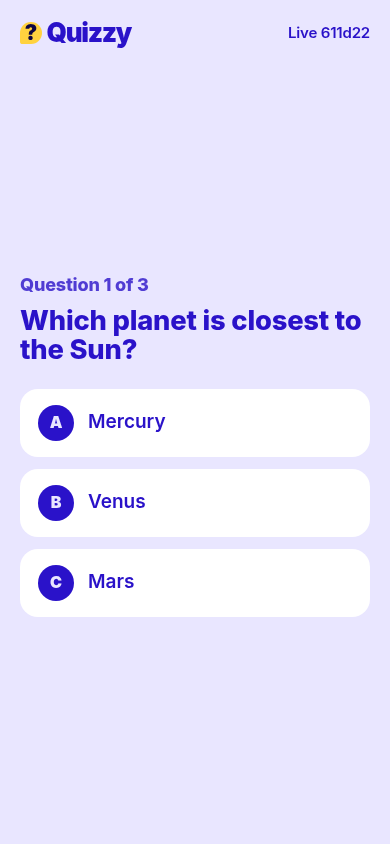 ? Quizzy
Live 611d22
Question 1 of 3
Which planet is closest to
the Sun?
A Mercury
B Venus
C Mars